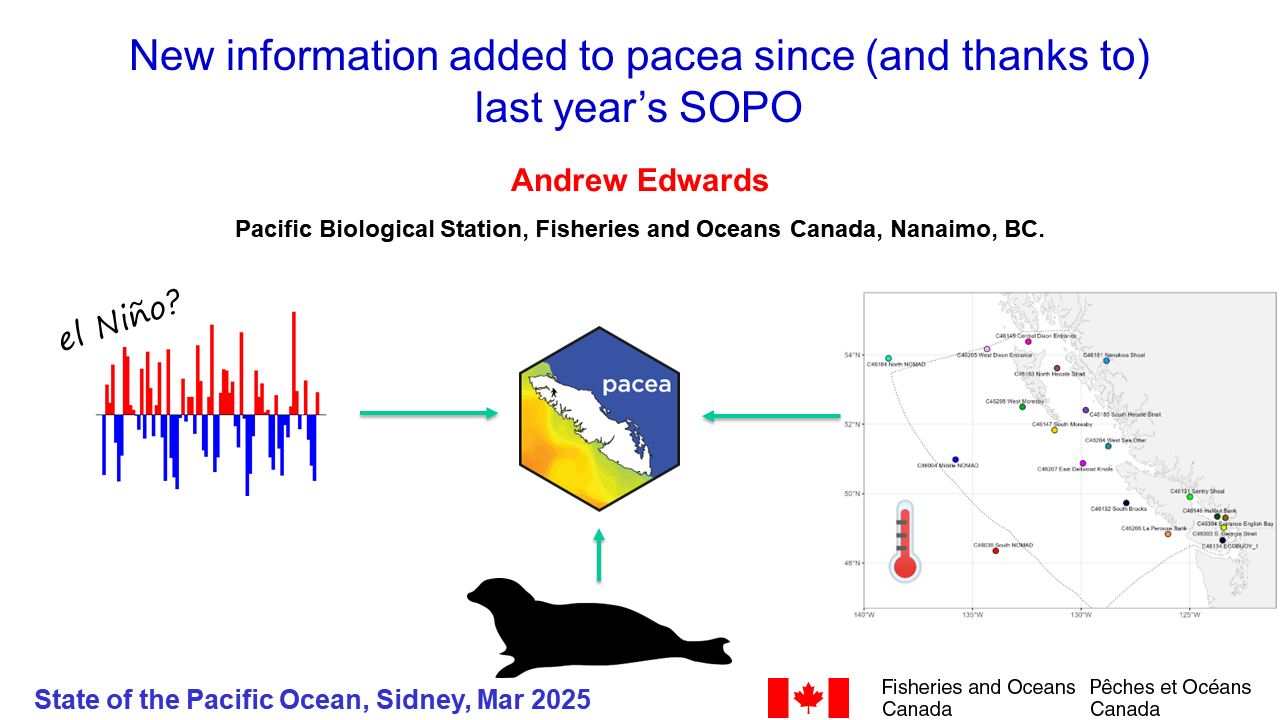 New information added to pacea since (and thanks to)
last year’s SOPO
Andrew Edwards
Pacific Biological Station, Fisheries and Oceans Canada, Nanaimo, BC.
el Niño?
pacea
C46145 Central Dixon Entrance
C46205 West Dixon Entrance
C46184 North NOMAD
C46181 Nanakwa Shoal
C46183 North Hecate Strait
C46208 West Moresby
C46185 South Hecate Strait
C46147 South Moresby
C46204 West Sea Otter
C46004 Middle NOMAD
C46207 East Dellwood Knolls
C46131 Sentry Shoal
C46132 South Brooks
C46146 Halibut Bank
C46304 Entrance English Bay
C46206 La Perouse Bank
C46303 S. Georgia Strait
C46134 ECOBUOY_1
C46036 South NOMAD
54°N
52°N
50°N
48°N
140°W
135°W
130°W
125°W
State of the Pacific Ocean, Sidney, Mar 2025
Fisheries and Oceans
Canada
Pêches et Océans
Canada